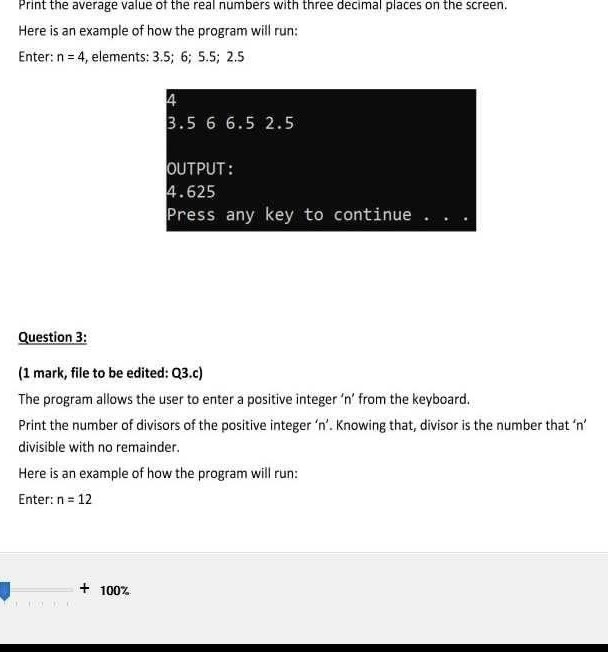 Print the average value of the real numbers with three decimal places on the screen.
Here is an example of how the program will run:
Enter: n = 4, elements: 3.5; 6; 5.5; 2.5
4
3.5 6 6.5 2.5
OUTPUT:
4.625
Press any key to continue . . .
Question 3:
(1 mark, file to be edited: Q3.c)
The program allows the user to enter a positive integer 'n' from the keyboard.
Print the number of divisors of the positive integer 'n'. Knowing that, divisor is the number that 'n'
divisible with no remainder.
Here is an example of how the program will run:
Enter: n = 12
+ 100%